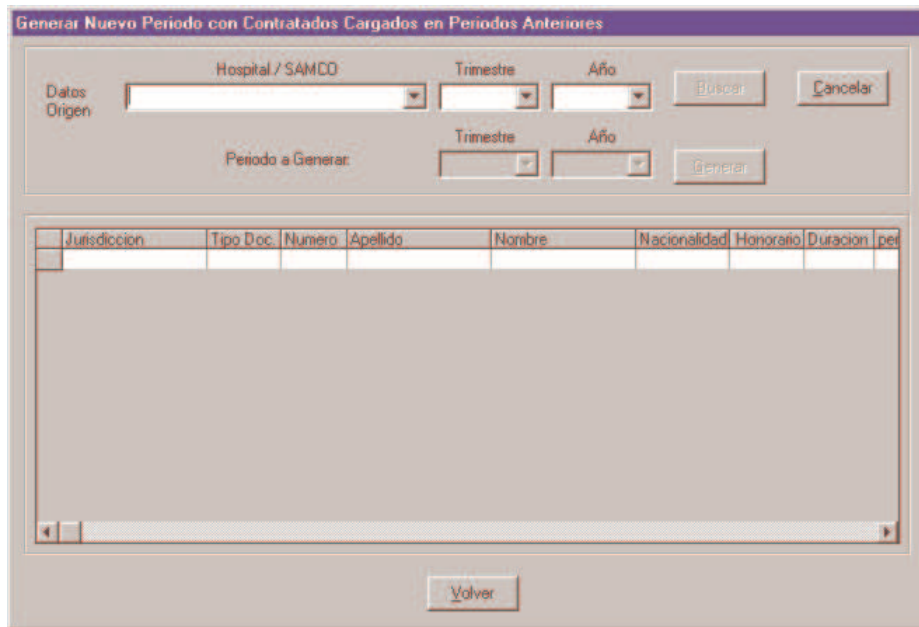 Generar Nuevo Periodo con Contratados Cargados en Periodos Anteriores
Hospital / SAMCO Trimestre Año
Datos Origen Buscar Cancelar
Trimestre Año
Periodo a Generar: Generar
Jurisdiccion Tipo Doc. Numero Apellido Nombre Nacionalidad Honorario Duracion per
Volver